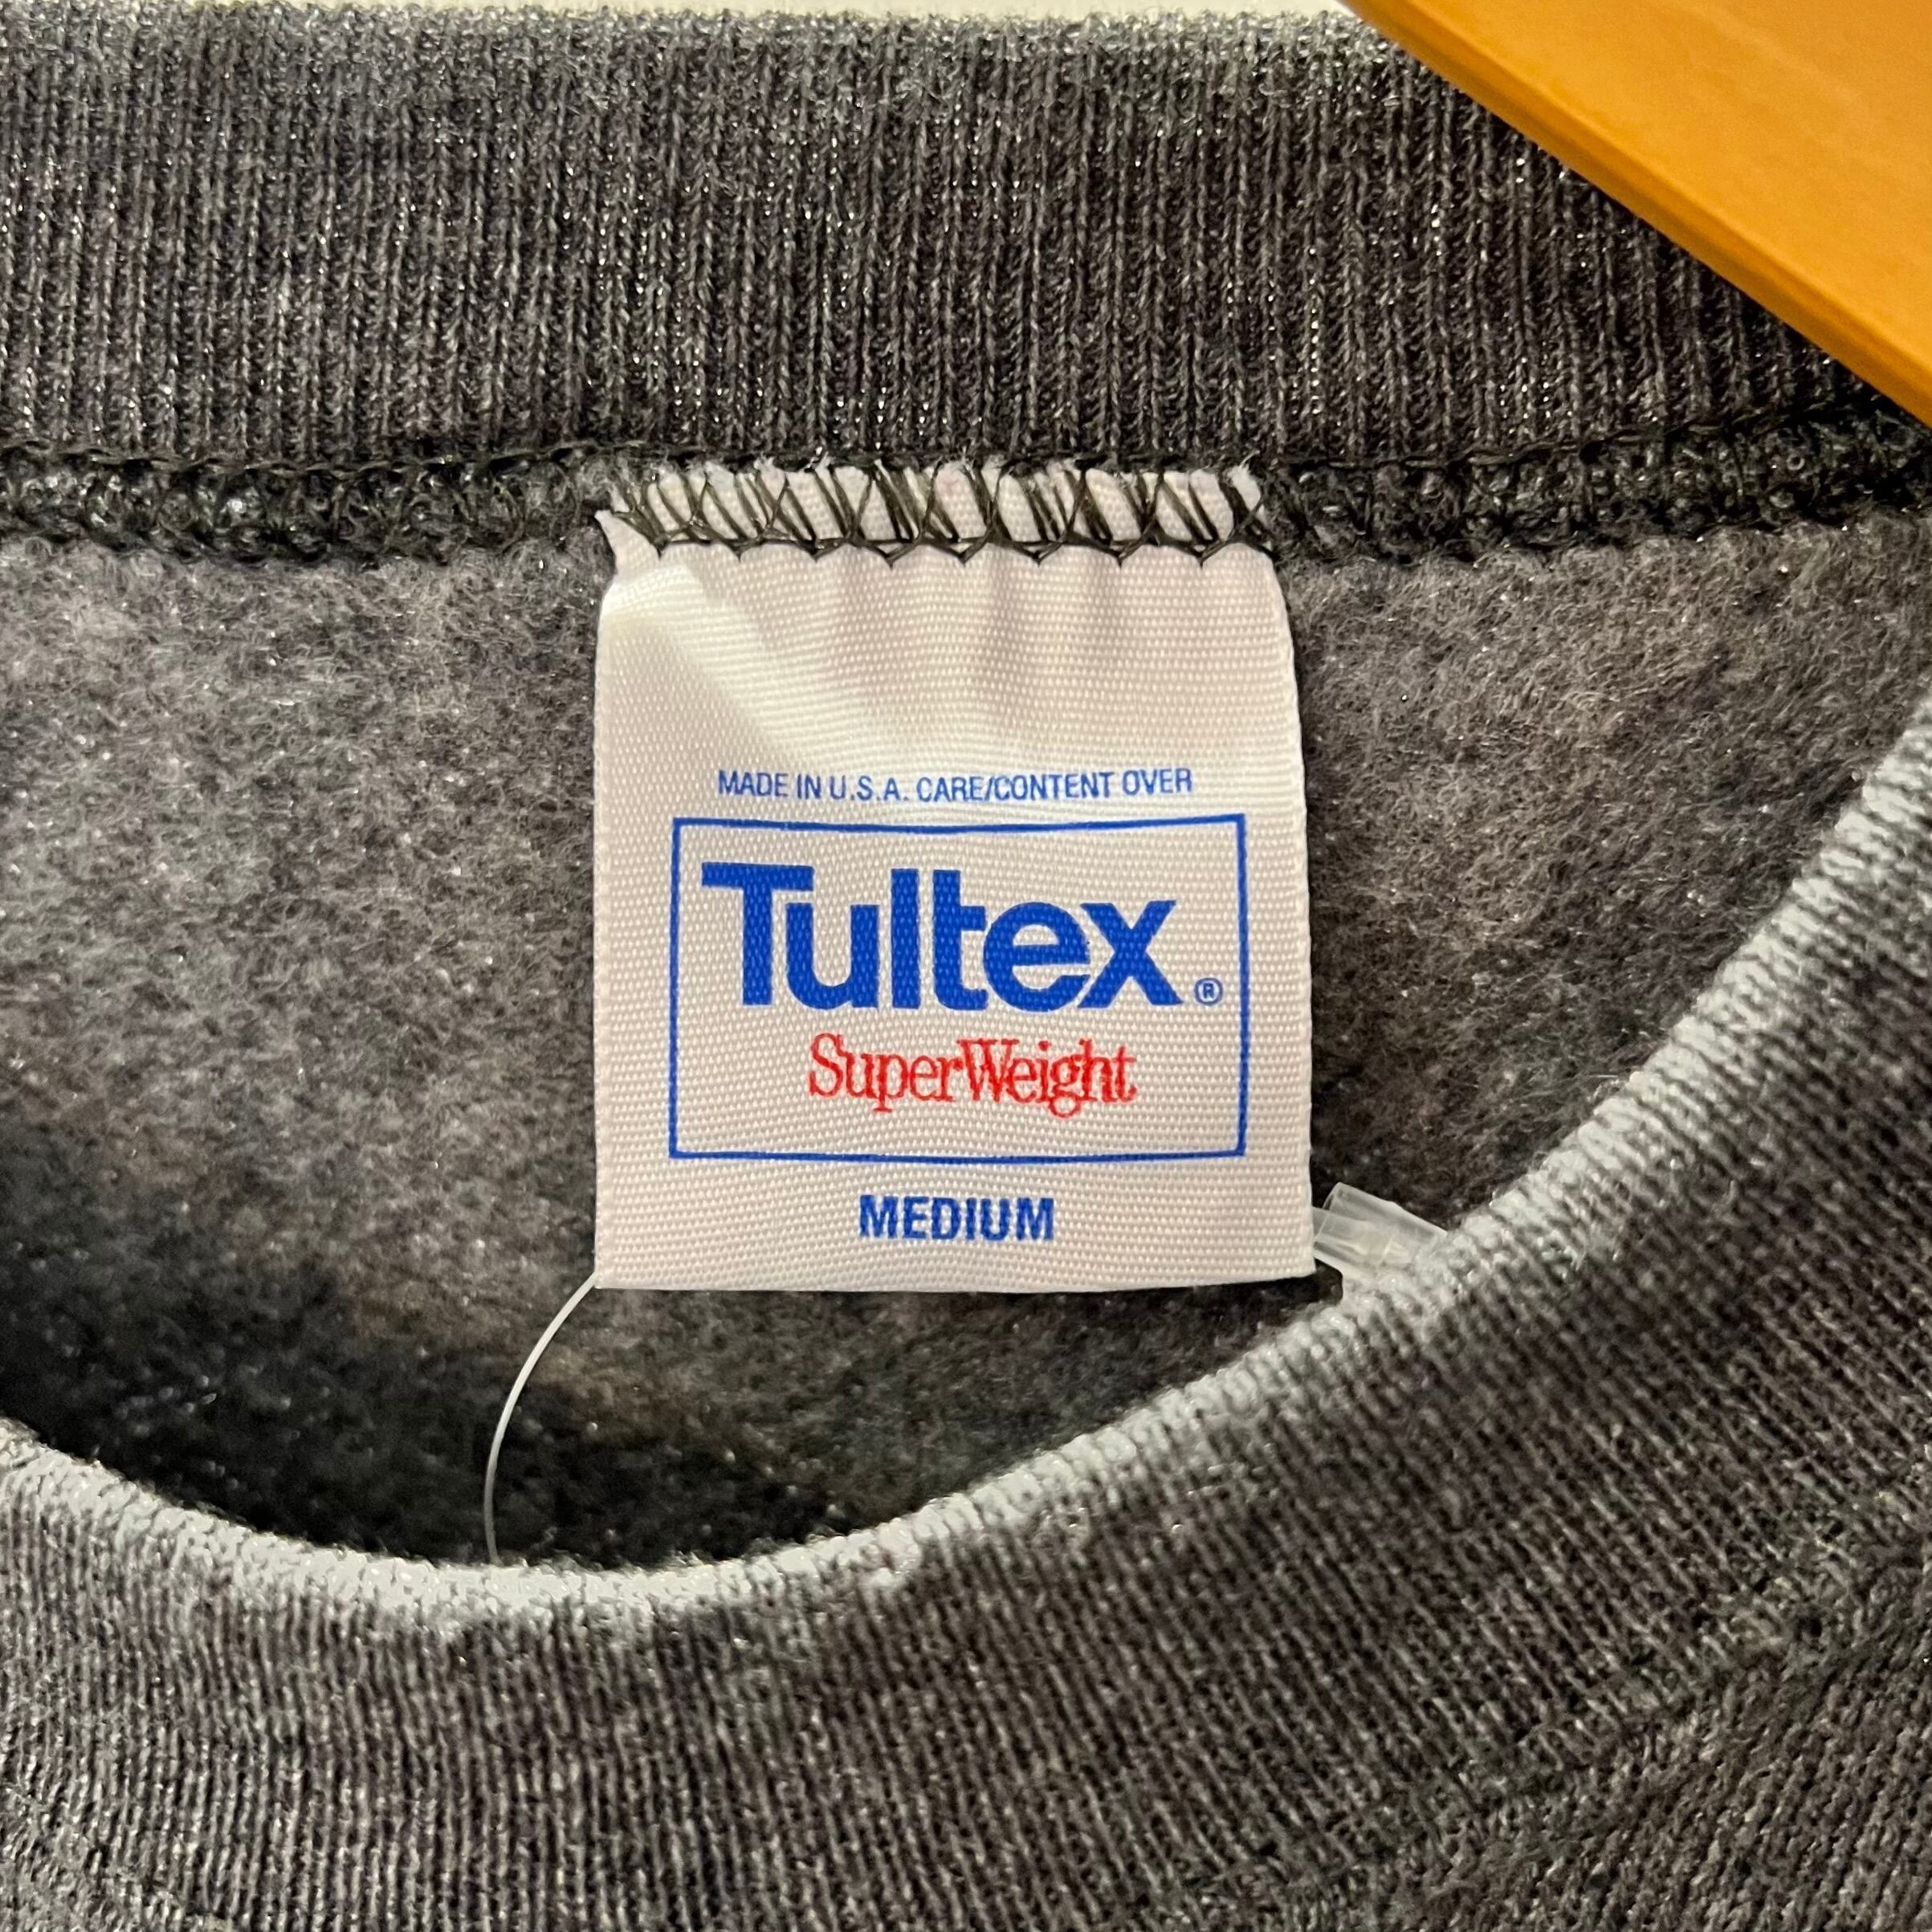 MADE IN U.S.A. CARE/CONTENT OVER
Tultex®
SuperWeight
MEDIUM